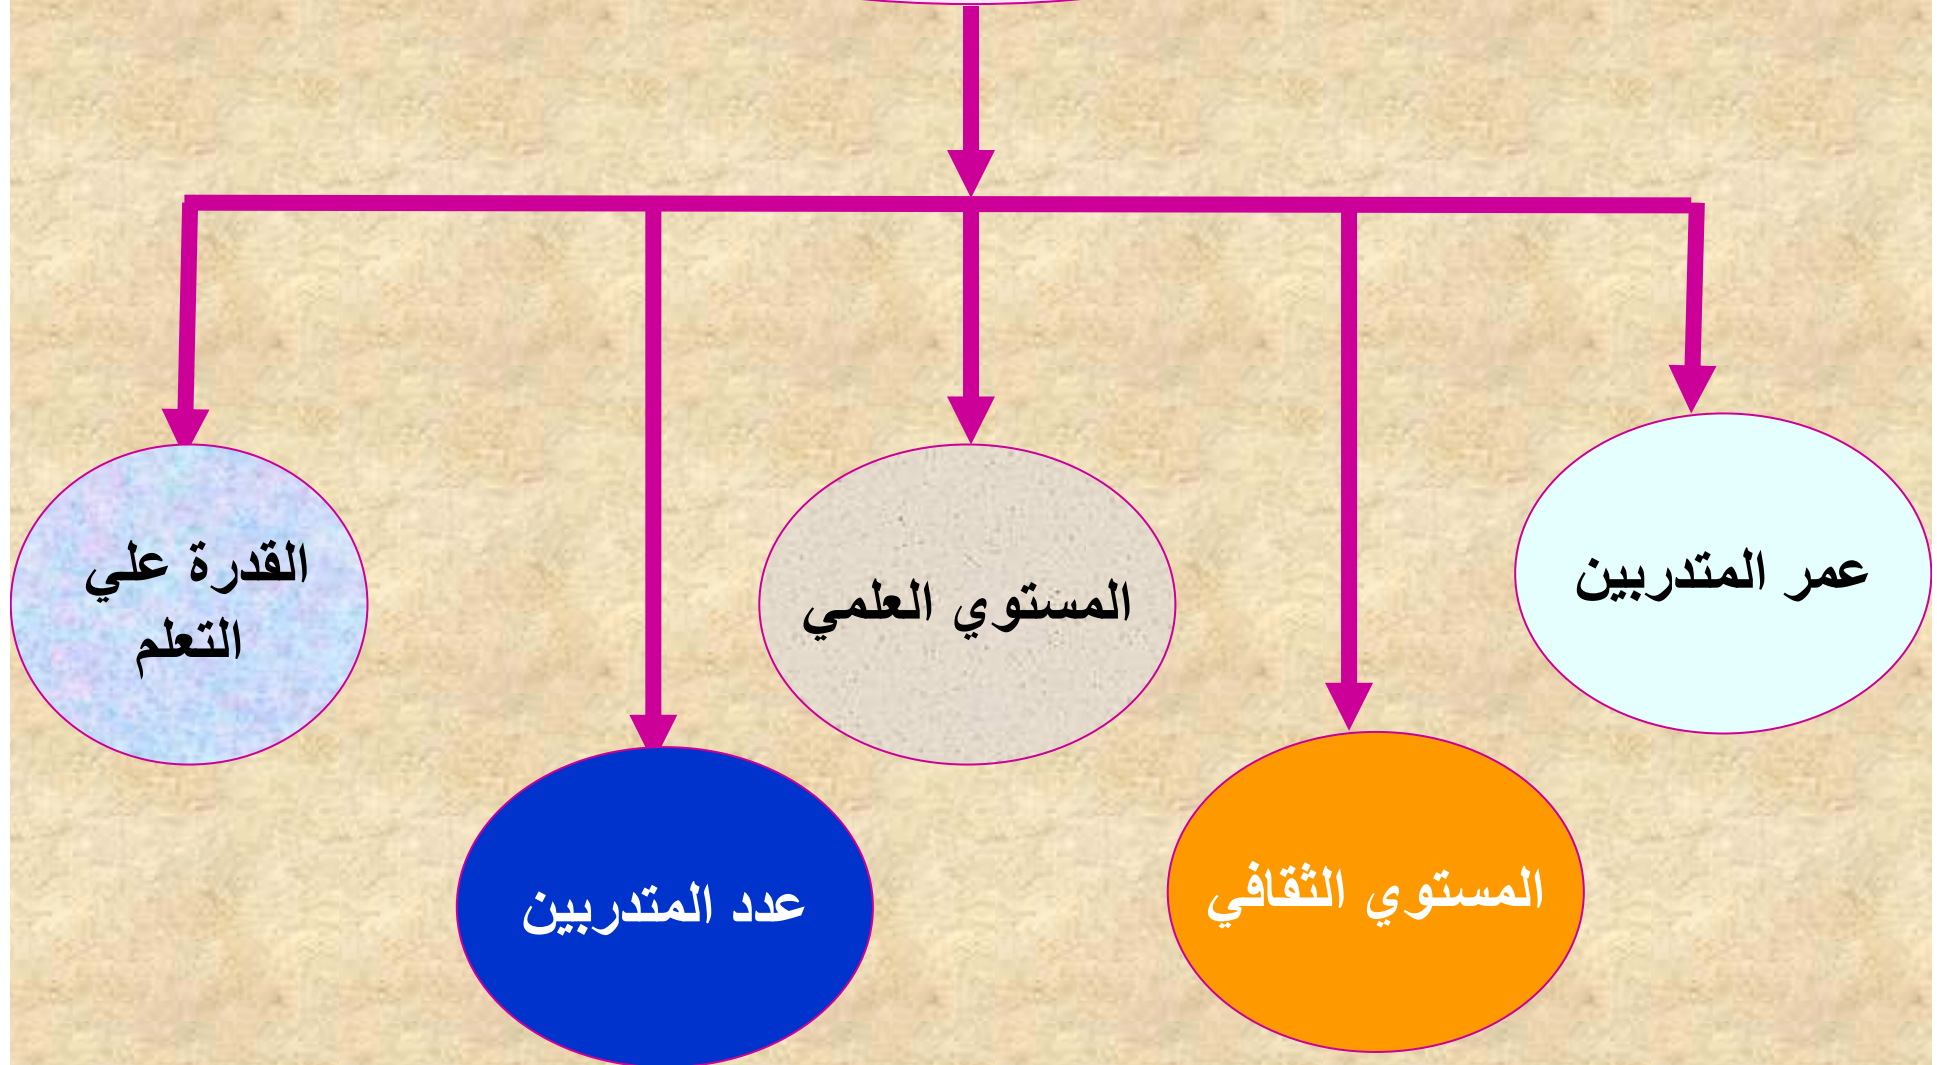 عمر المتدربين
المستوي الثقافي
المستوي العلمي
عدد المتدربين
القدرة علي
التعلم